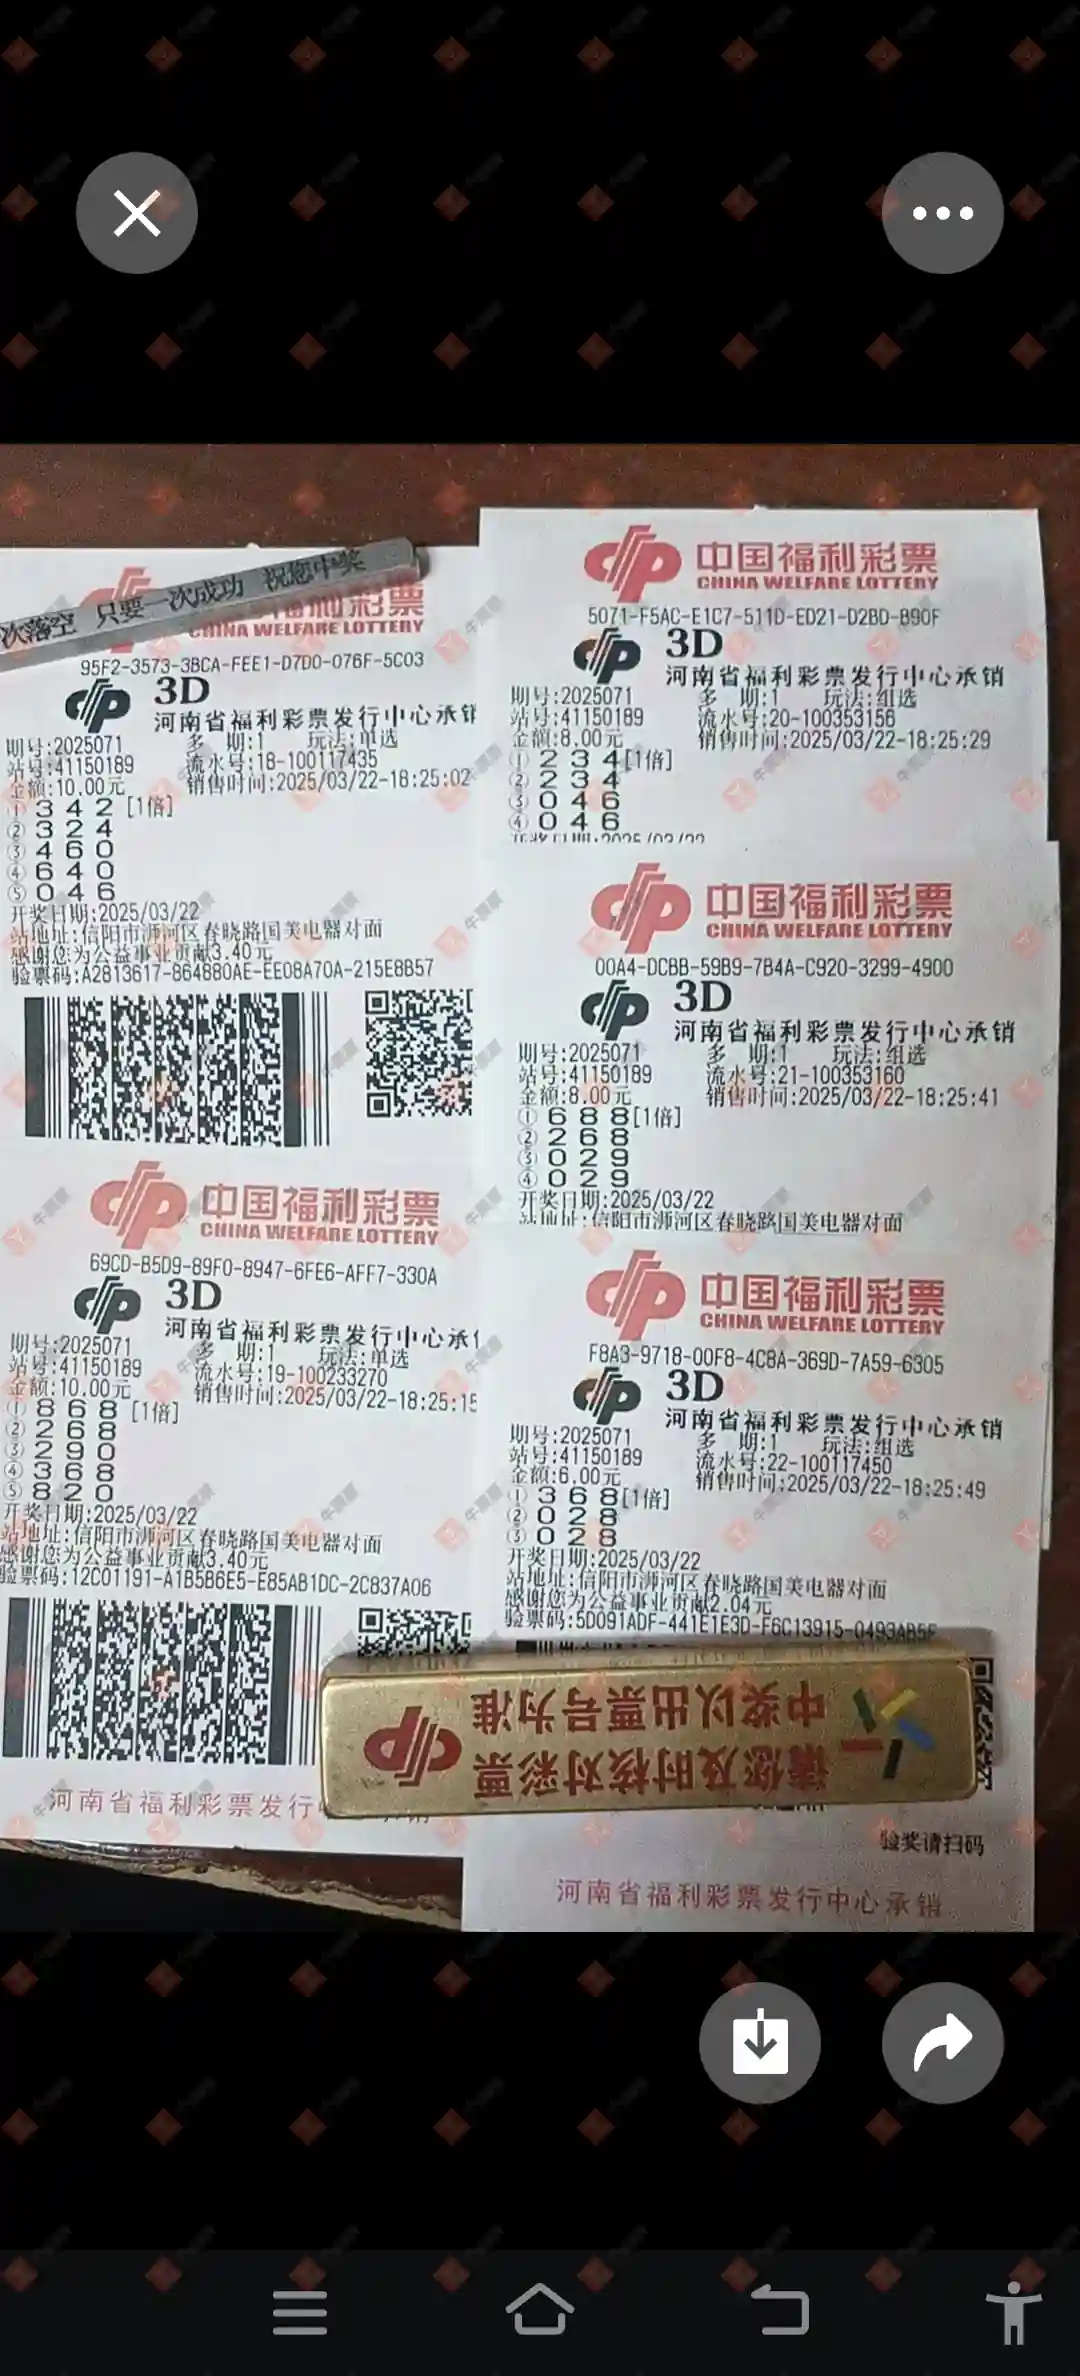 次落空 只要一次成功 祝您中奖
福利彩票
CHINA WELFARE LOTTERY
95F2-3573-3BCA-FEE1-D7D0-076F-5C03
3D
河南省福利彩票发行中心承销
期号:2025071 多 期:1 玩法:单选
站号:41150189 流水号:18-100117435
金额:10.00元 销售时间:2025/03/22-18:25:02
① 3 4 2 [1倍]
② 3 2 4
③ 4 6 0
④ 6 4 0
⑤ 0 4 6
开奖日期:2025/03/22
站地址:信阳市浉河区春晓路国美电器对面
感谢您为公益事业贡献3.40元
验票码:A2813617-864880AE-EE08A70A-215E8B57
中国福利彩票
CHINA WELFARE LOTTERY
69CD-B5D9-89F0-8947-6FE6-AFF7-330A
3D
河南省福利彩票发行中心承
期号:2025071 多 期:1 玩法:单选
站号:41150189 流水号:19-100233270
金额:10.00元 销售时间:2025/03/22-18:25:15
① 8 6 8 [1倍]
② 2 6 8
③ 2 9 0
④ 3 6 8
⑤ 8 2 0
开奖日期:2025/03/22
站地址:信阳市浉河区春晓路国美电器对面
感谢您为公益事业贡献3.40元
验票码:12C01191-A1B5B6E5-E85AB1DC-2C837A06
河南省福利彩票发行
中国福利彩票
CHINA WELFARE LOTTERY
5071-F5AC-E1C7-511D-ED21-D2BD-B90F
3D
河南省福利彩票发行中心承销
期号:2025071 多 期:1 玩法:组选
站号:41150189 流水号:20-100353156
金额:8.00元 销售时间:2025/03/22-18:25:29
① 2 3 4 [1倍]
② 2 3 4
③ 0 4 6
④ 0 4 6
开奖日期:2025/03/22
中国福利彩票
CHINA WELFARE LOTTERY
00A4-DCBB-59B9-7B4A-C920-3299-4900
3D
河南省福利彩票发行中心承销
期号:2025071 多 期:1 玩法:组选
站号:41150189 流水号:21-100353160
金额:8.00元 销售时间:2025/03/22-18:25:41
① 6 8 8 [1倍]
② 2 6 8
③ 0 2 9
④ 0 2 9
开奖日期:2025/03/22
站地址:信阳市浉河区春晓路国美电器对面
中国福利彩票
CHINA WELFARE LOTTERY
F8A3-9718-00F8-4C8A-369D-7A59-6305
3D
河南省福利彩票发行中心承销
期号:2025071 多 期:1 玩法:组选
站号:41150189 流水号:22-100117450
金额:6.00元 销售时间:2025/03/22-18:25:49
① 3 6 8 [1倍]
② 0 2 8
③ 0 2 8
开奖日期:2025/03/22
站地址:信阳市浉河区春晓路国美电器对面
感谢您为公益事业贡献2.04元
验票码:5D091ADF-441E1E3D-F6C13915-0493AB5F
请您及时核对彩票
中奖以出票号为准
验奖请扫码
河南省福利彩票发行中心承销